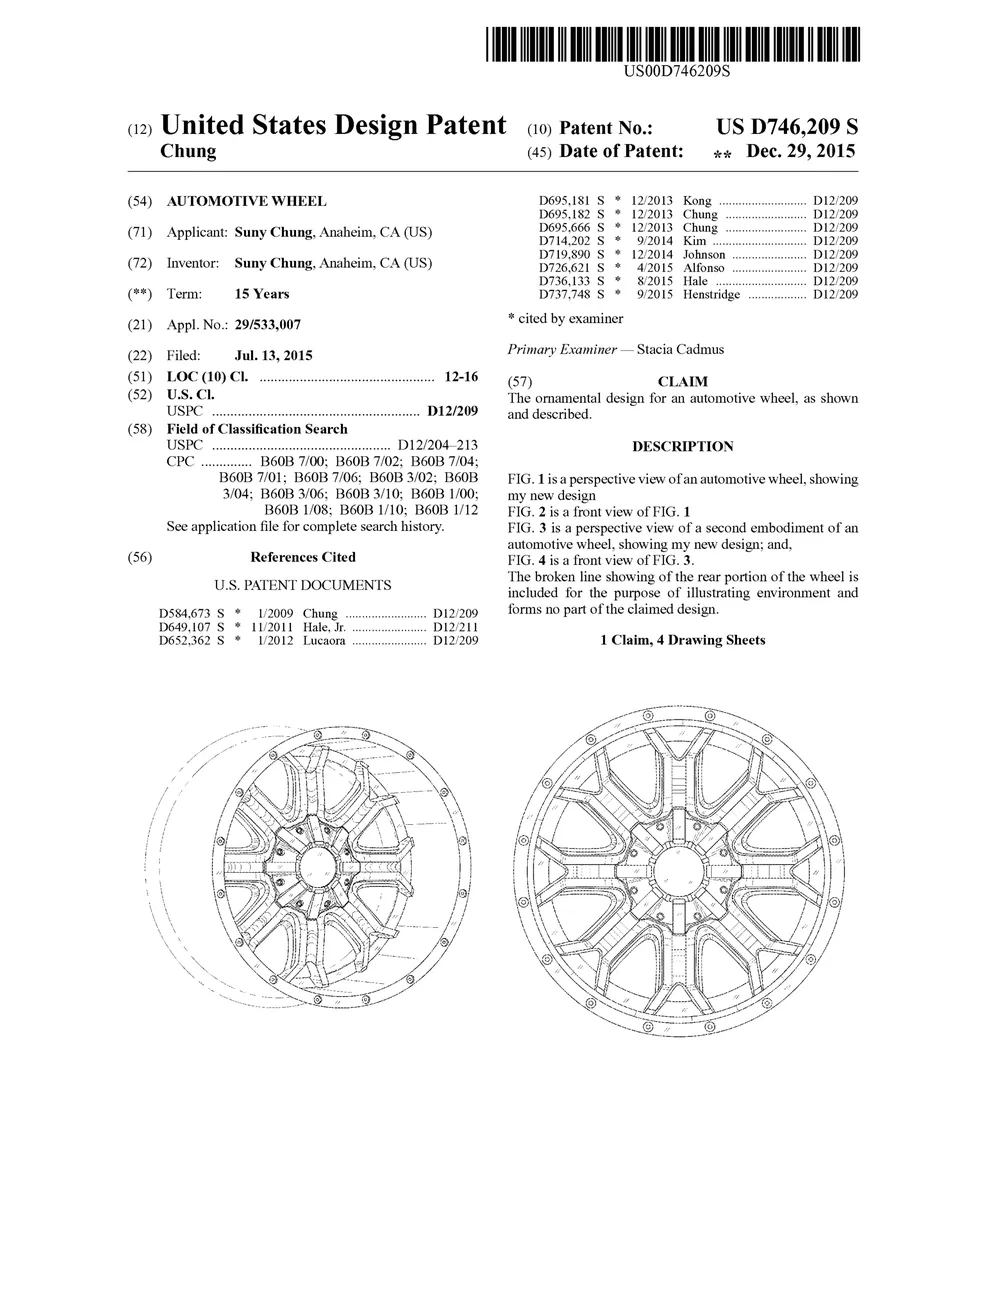 US00D746209S
(12) United States Design Patent
Chung
(10) Patent No.: US D746,209 S
(45) Date of Patent: ** Dec. 29, 2015
(54) AUTOMOTIVE WHEEL
(71) Applicant: Suny Chung, Anaheim, CA (US)
(72) Inventor: Suny Chung, Anaheim, CA (US)
(**) Term: 15 Years
(21) Appl. No.: 29/533,007
(22) Filed: Jul. 13, 2015
(51) LOC (10) Cl. ................................................ 12-16
(52) U.S. Cl.
USPC ......................................................... D12/209
(58) Field of Classification Search
USPC ................................................. D12/204–213
CPC .............. B60B 7/00; B60B 7/02; B60B 7/04;
B60B 7/01; B60B 7/06; B60B 3/02; B60B
3/04; B60B 3/06; B60B 3/10; B60B 1/00;
B60B 1/08; B60B 1/10; B60B 1/12
See application file for complete search history.
(56) References Cited
U.S. PATENT DOCUMENTS
D584,673 S * 1/2009 Chung ......................... D12/209
D649,107 S * 11/2011 Hale, Jr. ....................... D12/211
D652,362 S * 1/2012 Lucaora ....................... D12/209
D695,181 S * 12/2013 Kong ........................... D12/209
D695,182 S * 12/2013 Chung ......................... D12/209
D695,666 S * 12/2013 Chung ......................... D12/209
D714,202 S * 9/2014 Kim ............................. D12/209
D719,890 S * 12/2014 Johnson ....................... D12/209
D726,621 S * 4/2015 Alfonso ....................... D12/209
D736,133 S * 8/2015 Hale ............................ D12/209
D737,748 S * 9/2015 Henstridge .................. D12/209
* cited by examiner
Primary Examiner — Stacia Cadmus
(57) CLAIM
The ornamental design for an automotive wheel, as shown
and described.
DESCRIPTION
FIG. 1 is a perspective view of an automotive wheel, showing
my new design
FIG. 2 is a front view of FIG. 1
FIG. 3 is a perspective view of a second embodiment of an
automotive wheel, showing my new design; and,
FIG. 4 is a front view of FIG. 3.
The broken line showing of the rear portion of the wheel is
included for the purpose of illustrating environment and
forms no part of the claimed design.
1 Claim, 4 Drawing Sheets